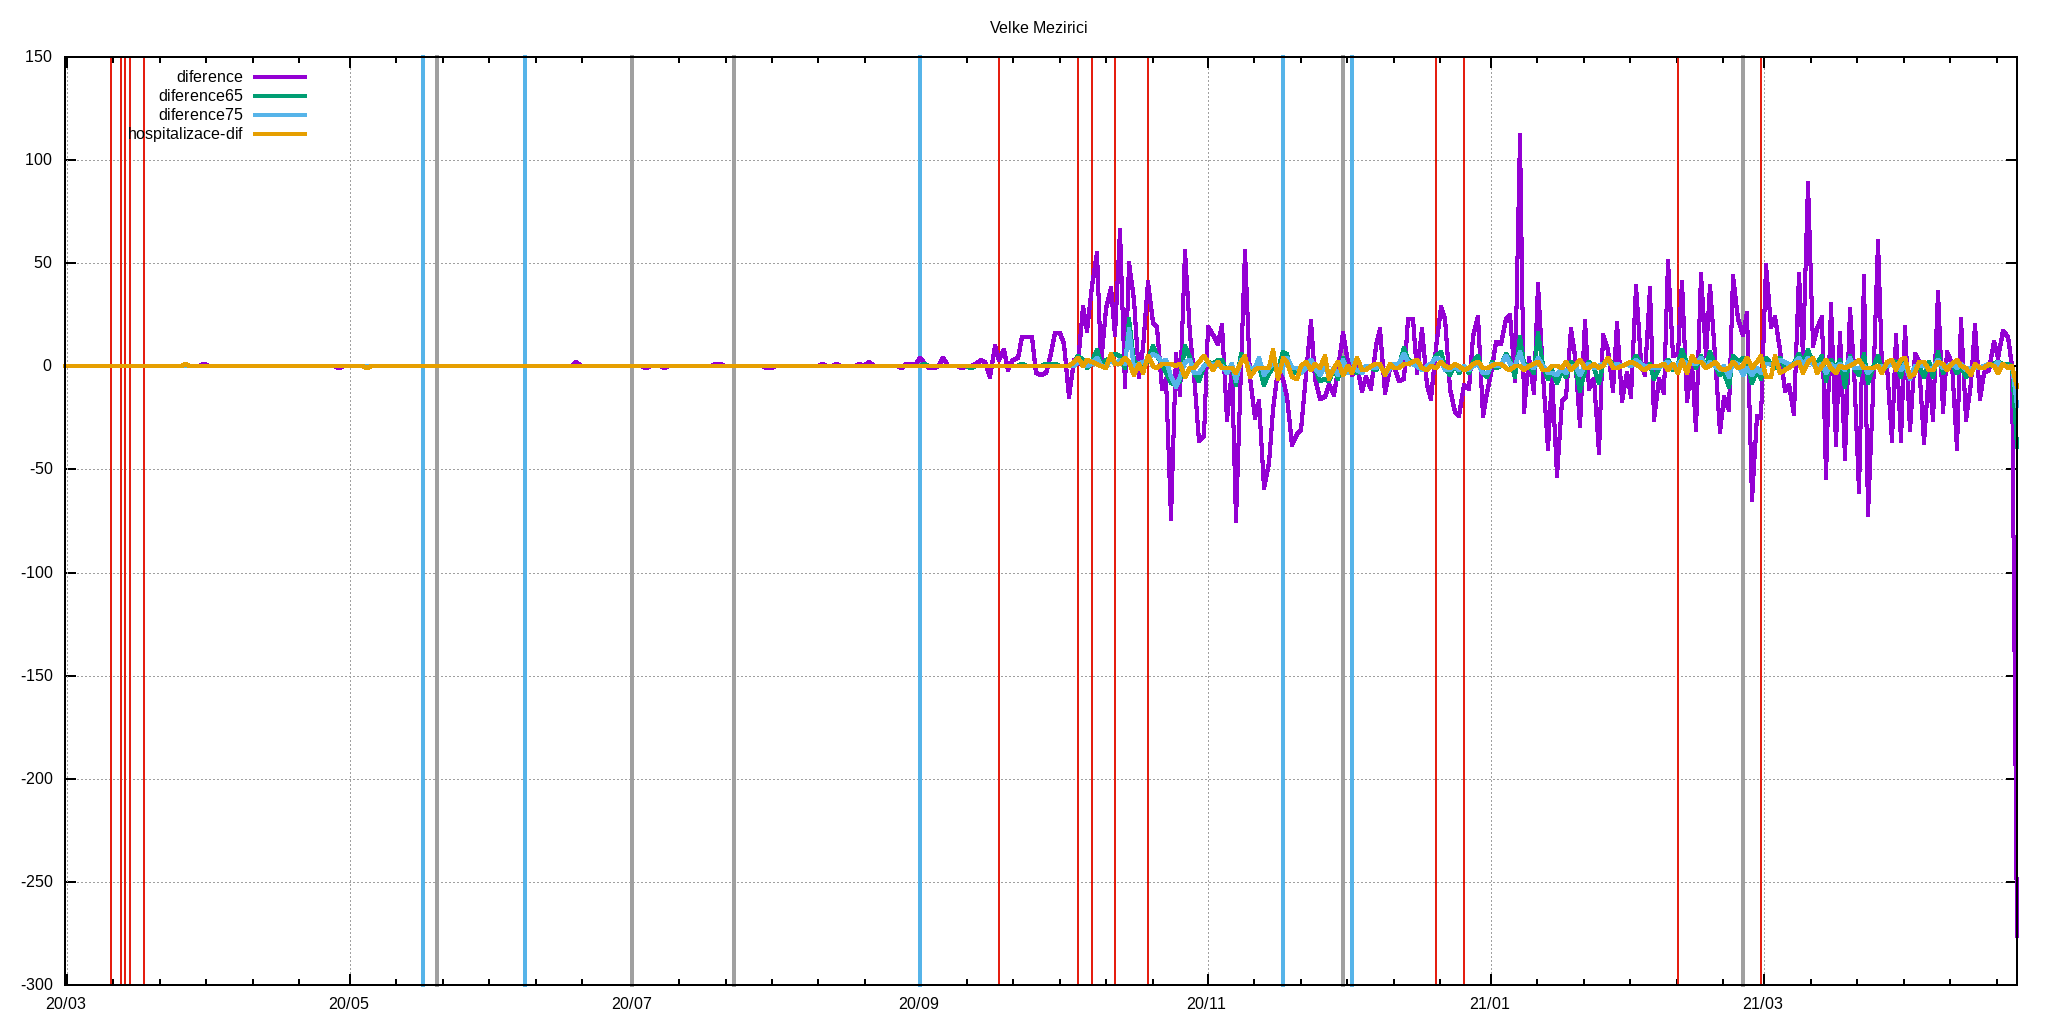 Velke Mezirici
150
100
50
0
-50
-100
-150
-200
-250
-300
diference
diference65
diference75
hospitalizace-dif
20/03 20/05 20/07 20/09 20/11 21/01 21/03